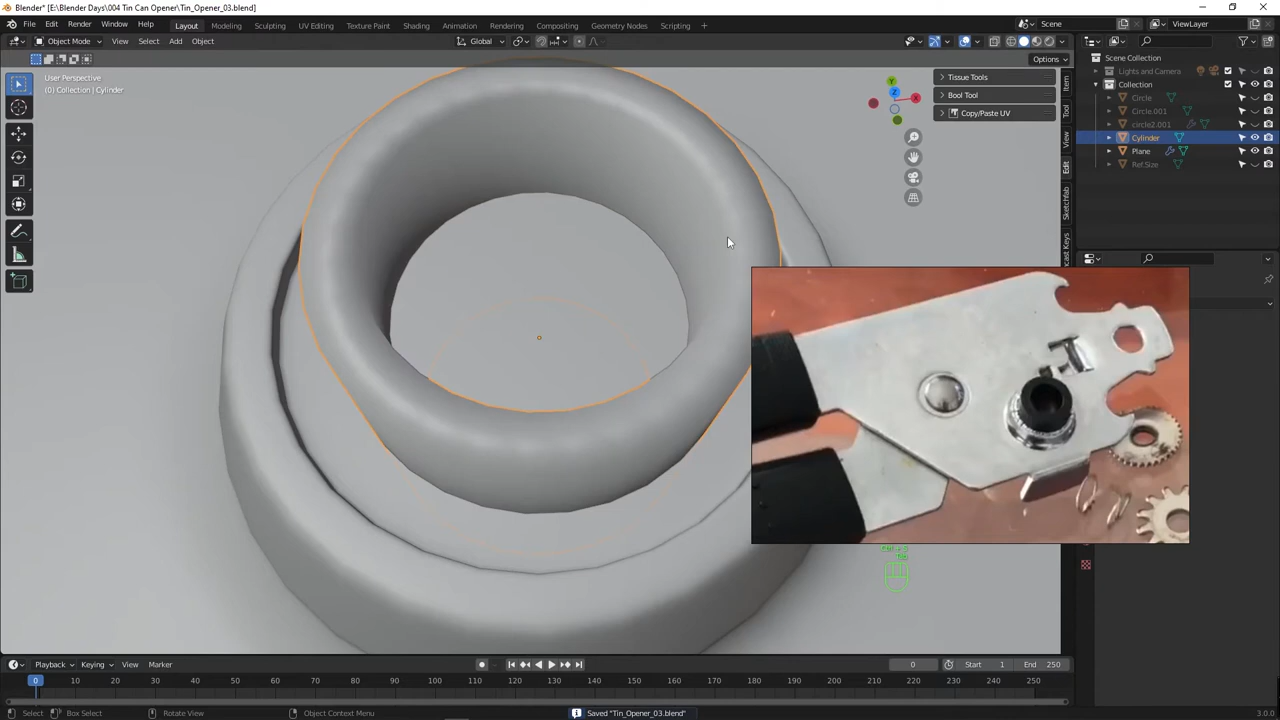 Blender* [E:\Blender Days\004 Tin Can Opener\Tin_Opener_03.blend]
File Edit Render Window Help Layout Modeling Sculpting UV Editing Texture Paint Shading Animation Rendering Compositing Geometry Nodes Scripting + Scene ViewLayer
Object Mode View Select Add Object Global
Options
User Perspective
(0) Collection | Cylinder
Tissue Tools
Bool Tool
Copy/Paste UV
Y
X
Z
Item
Tool
View
Edit
Sketchfab
Scene Collection
Lights and Camera
Collection
Circle
Circle.001
circle2.001
Cylinder
Plane
Ref.Size
Playback Keying View Marker 0 Start 1 End 250
0 10 20 30 40 50 60 70 80 90 100 110 120 130 140 150 160 170 180 190 200 210 220 230 240 250
Select Box Select Rotate View Object Context Menu Saved "Tin_Opener_03.blend" 3.0.0